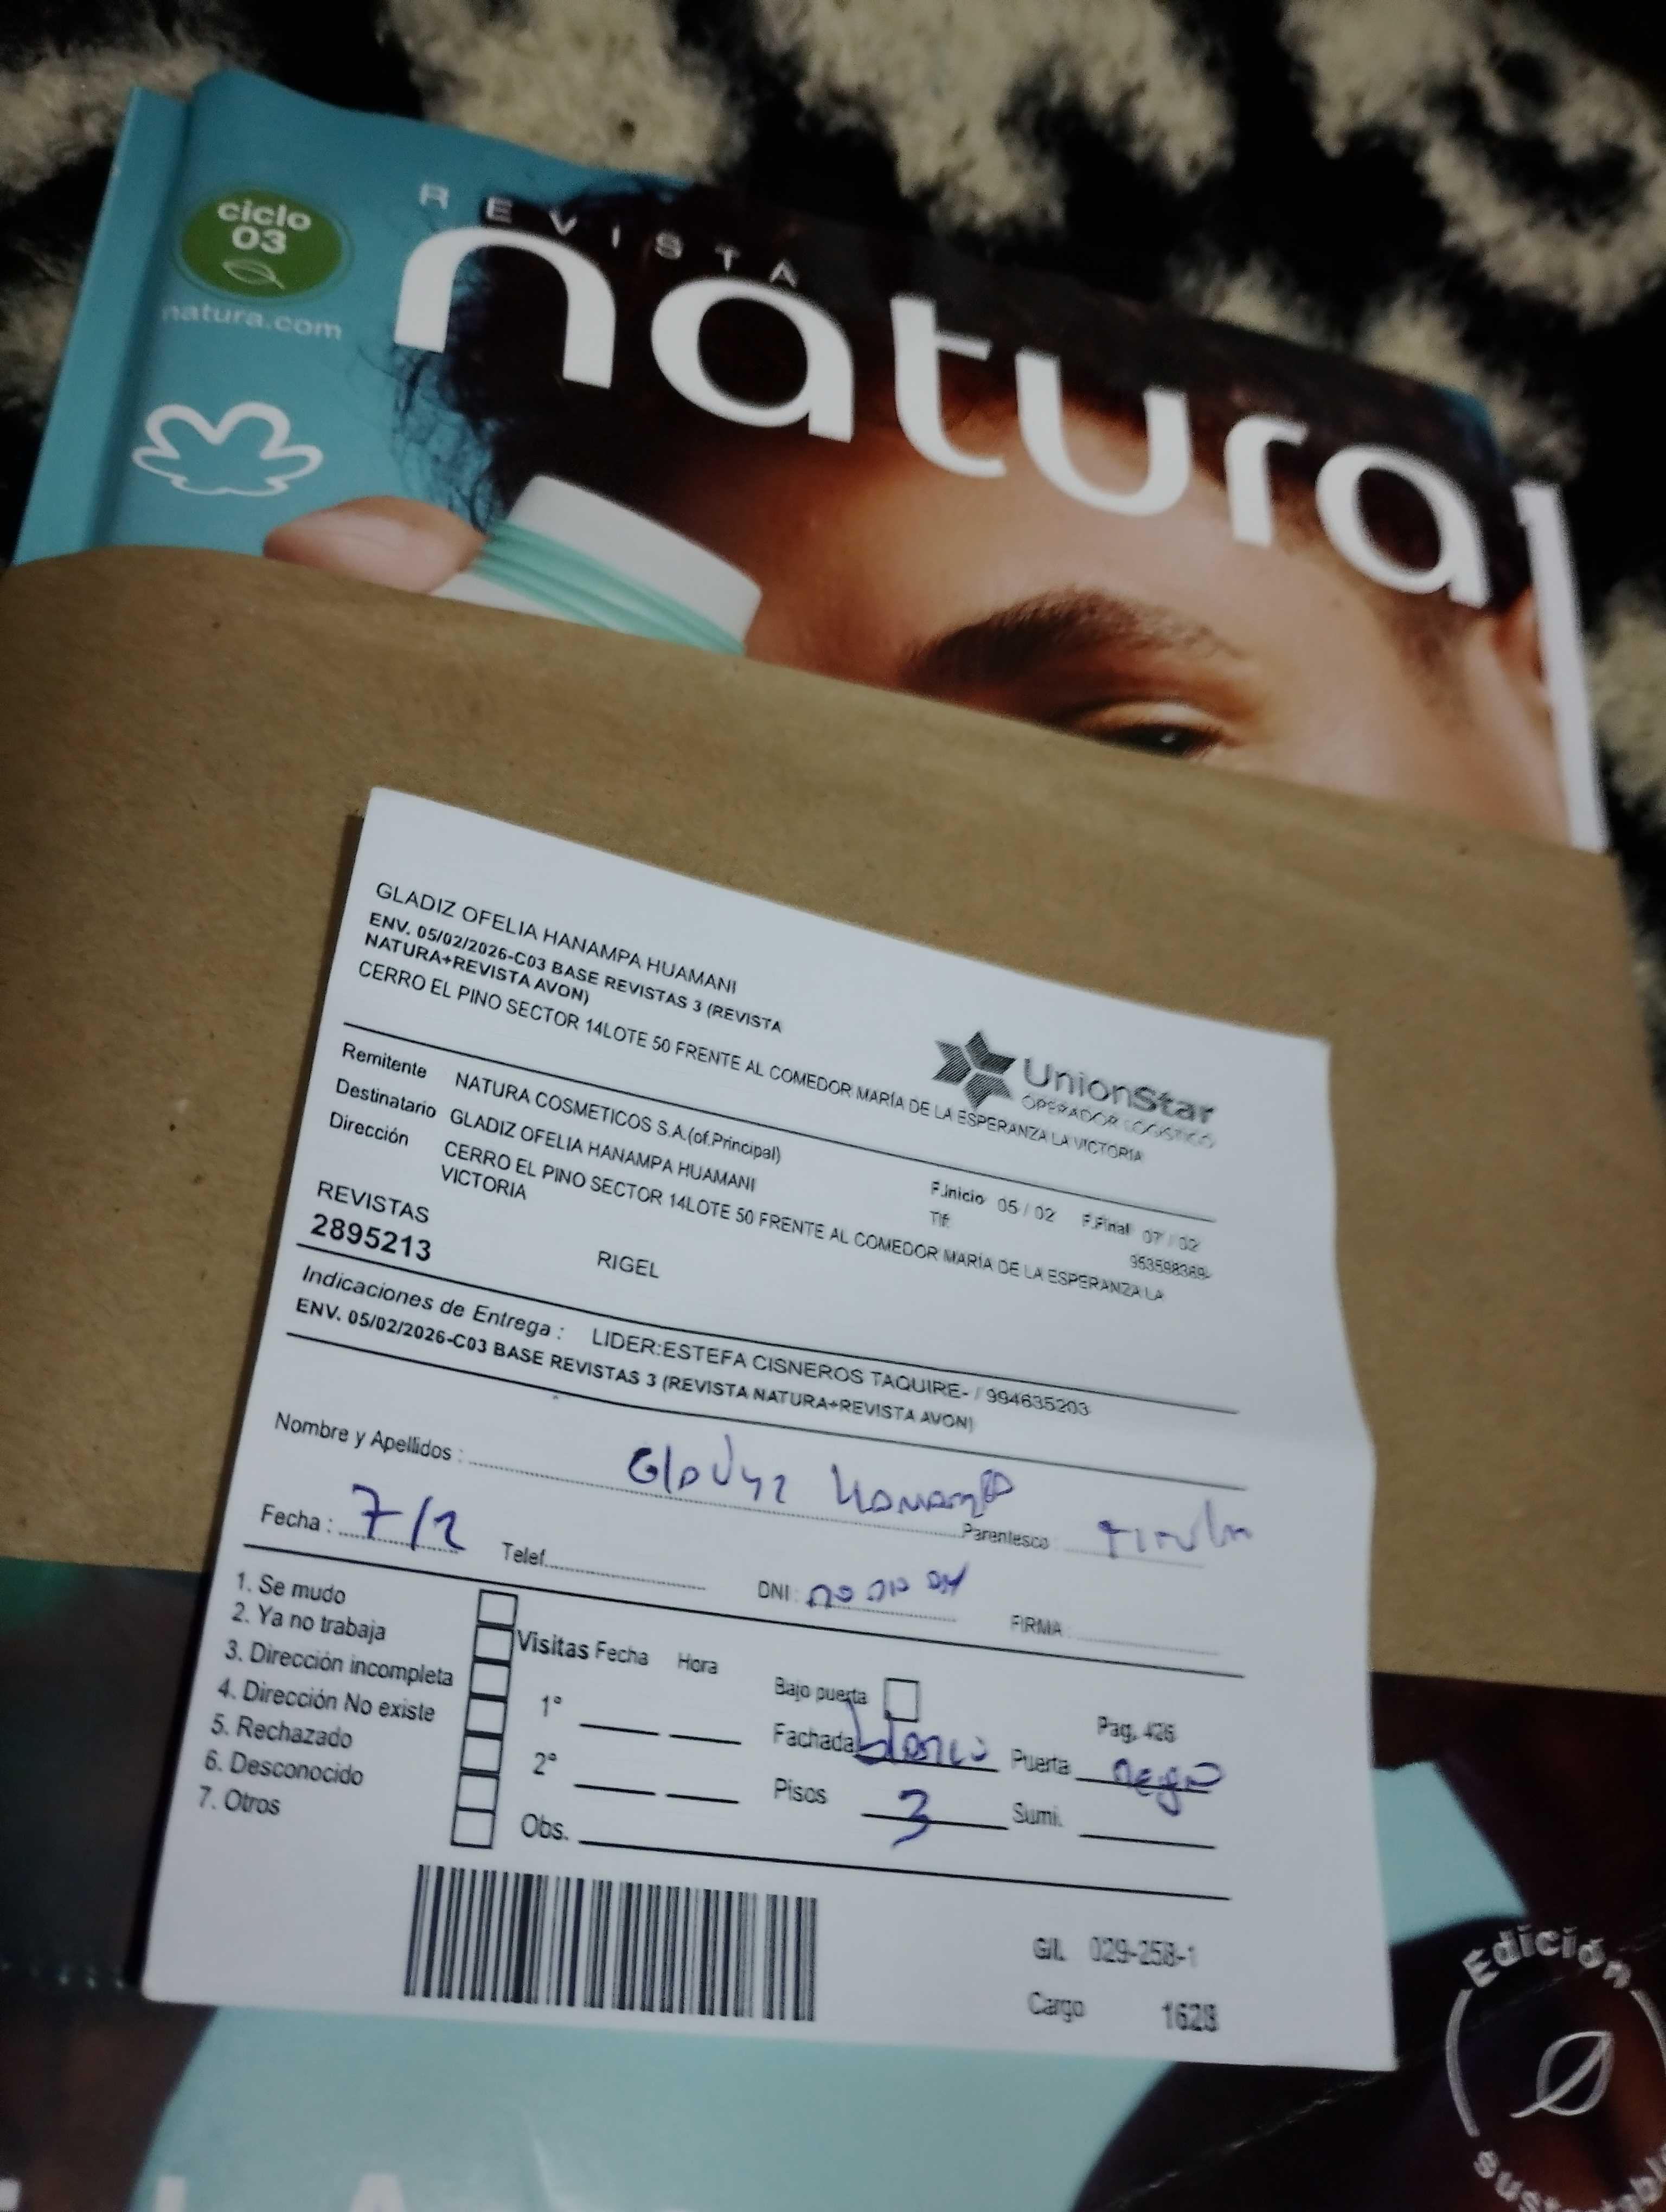 ciclo
03
natura.com
REVISTA
natura
GLADIZ OFELIA HANAMPA HUAMANI
ENV. 05/02/2026-C03 BASE REVISTAS 3 (REVISTA
NATURA+REVISTA AVON)
CERRO EL PINO SECTOR 14LOTE 50 FRENTE AL COMEDOR MARÍA DE LA ESPERANZA LA VICTORIA
UnionStar
OPERADOR LOGÍSTICO
Remitente NATURA COSMETICOS S.A.(of.Principal)
Destinatario GLADIZ OFELIA HANAMPA HUAMANI
F.Inicio 05/02 F.Final 07/02
Dirección CERRO EL PINO SECTOR 14LOTE 50 FRENTE AL COMEDOR MARÍA DE LA ESPERANZA LA
VICTORIA
Tlf: 953598389-
REVISTAS
2895213 RIGEL
Indicaciones de Entrega : LIDER:ESTEFA CISNEROS TAQUIRE- / 994635203
ENV. 05/02/2026-C03 BASE REVISTAS 3 (REVISTA NATURA+REVISTA AVON)
Nombre y Apellidos : Gladyz Hanampa
Parentesco :
Fecha : 7/2 Telef. DNI : FIRMA :
1. Se mudo
2. Ya no trabaja
3. Dirección incompleta
4. Dirección No existe
5. Rechazado
6. Desconocido
7. Otros
Visitas Fecha Hora
1°
2°
Obs.
Bajo puerta Pag. 426
Fachada blanco Puerta negro
Pisos 3 Sumi.
G/L 029-258-1
Cargo 1628
Edición